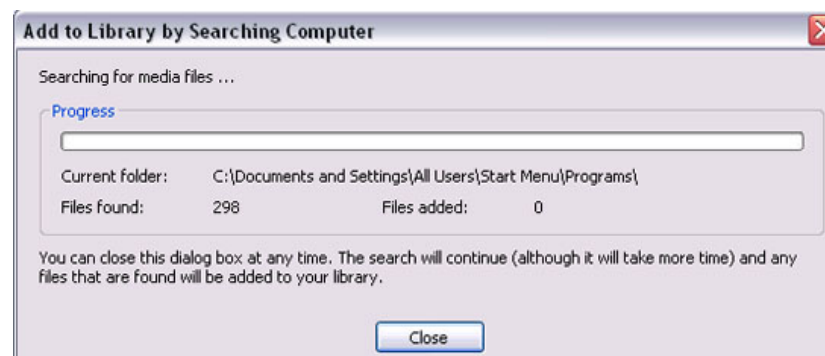 Add to Library by Searching Computer
Searching for media files ...
Progress
Current folder: C:\Documents and Settings\All Users\Start Menu\Programs\
Files found: 298 Files added: 0
You can close this dialog box at any time. The search will continue (although it will take more time) and any
files that are found will be added to your library.
Close